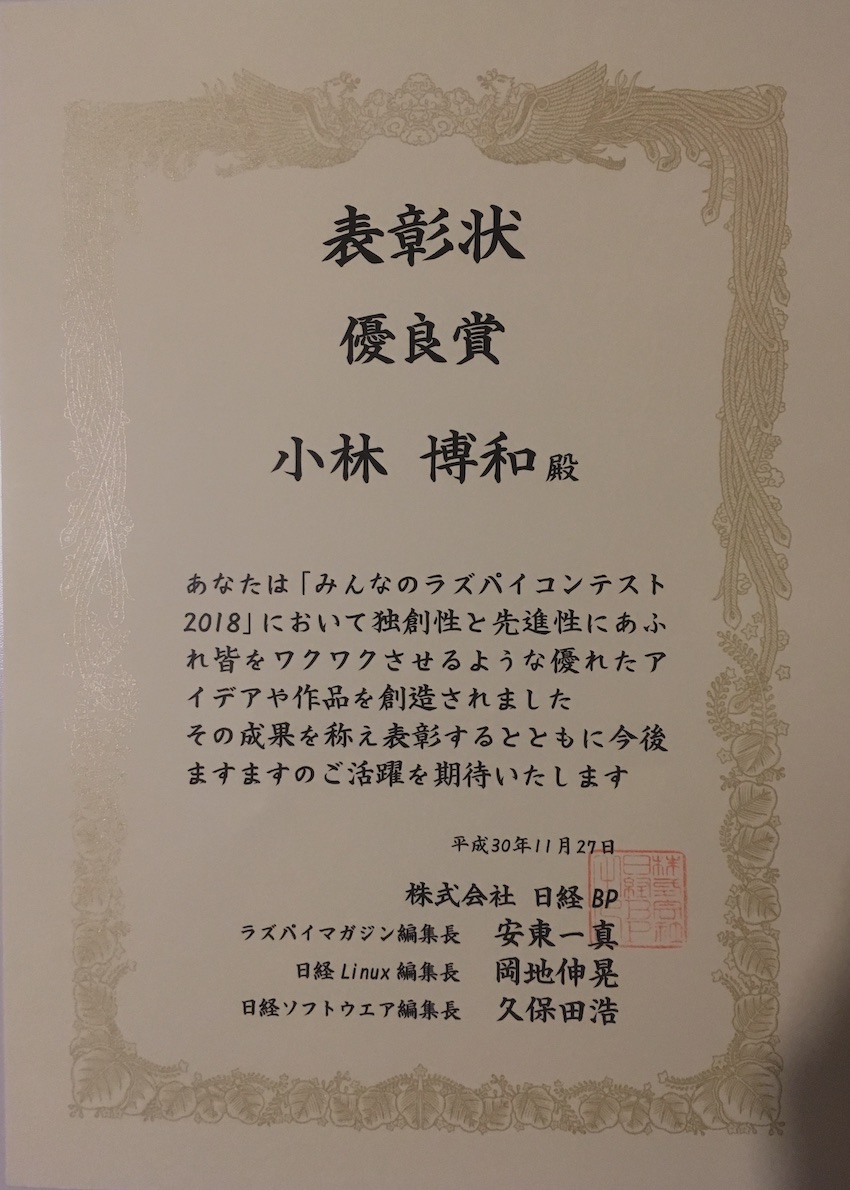 表彰状
優良賞
小林 博和 殿
あなたは「みんなのラズパイコンテスト
2018」において独創性と先進性にあふ
れ皆をワクワクさせるような優れたア
イデアや作品を創造されました
その成果を称え表彰するとともに今後
ますますのご活躍を期待いたします
平成30年11月27日
株式会社 日経BP
ラズパイマガジン編集長 安東一真
日経Linux編集長 岡地伸晃
日経ソフトウエア編集長 久保田浩